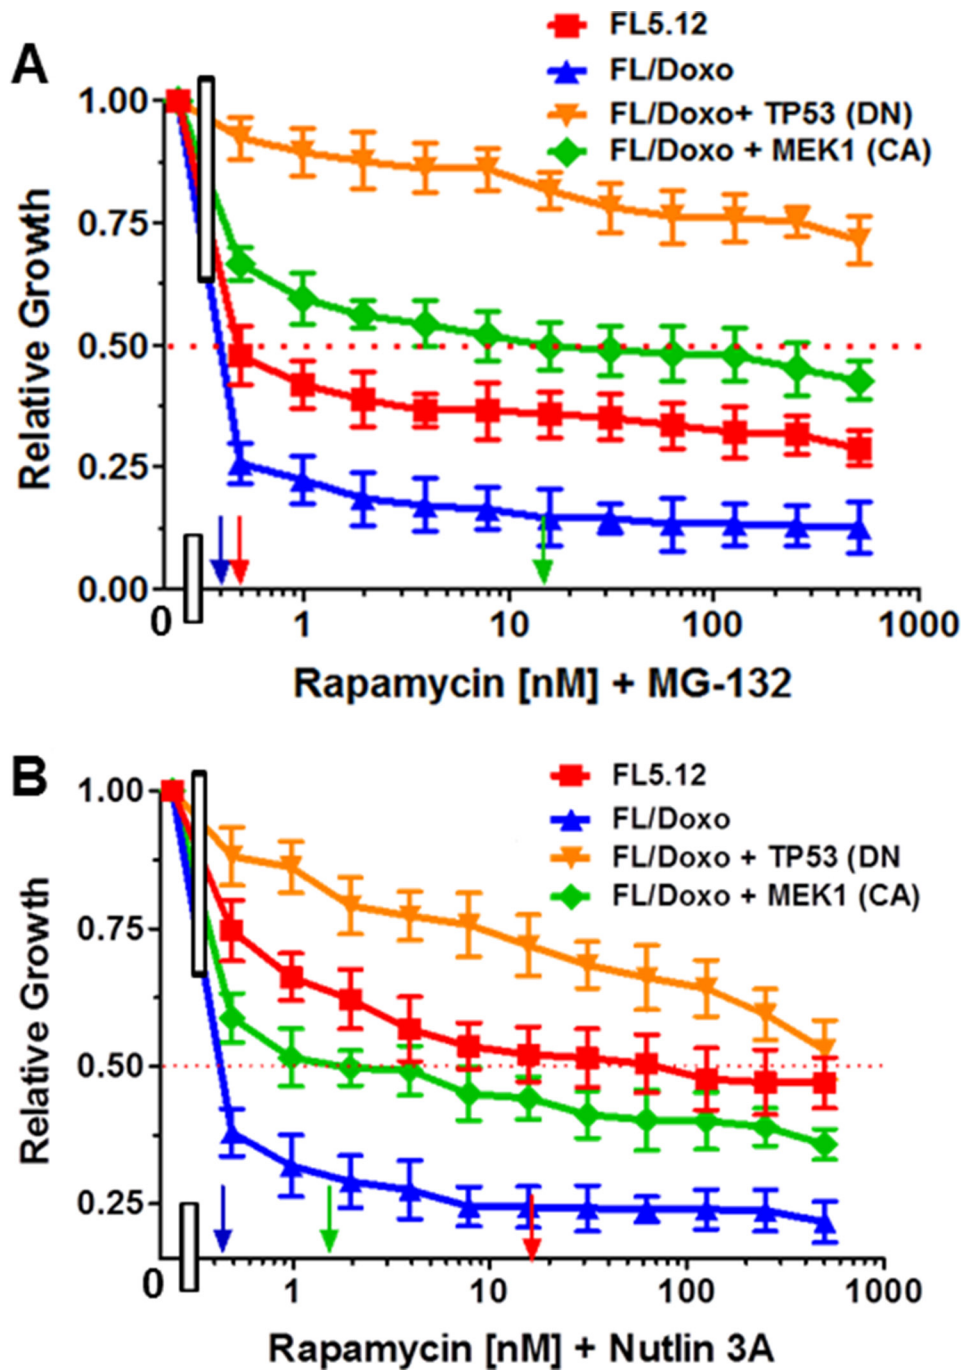 A
FL5.12
FL/Doxo
FL/Doxo+ TP53 (DN)
FL/Doxo + MEK1 (CA)
Relative Growth
1.00
0.75
0.50
0.25
0.00
0 1 10 100 1000
Rapamycin [nM] + MG-132
B
FL5.12
FL/Doxo
FL/Doxo + TP53 (DN
FL/Doxo + MEK1 (CA)
Relative Growth
1.00
0.75
0.50
0.25
0 1 10 100 1000
Rapamycin [nM] + Nutlin 3A